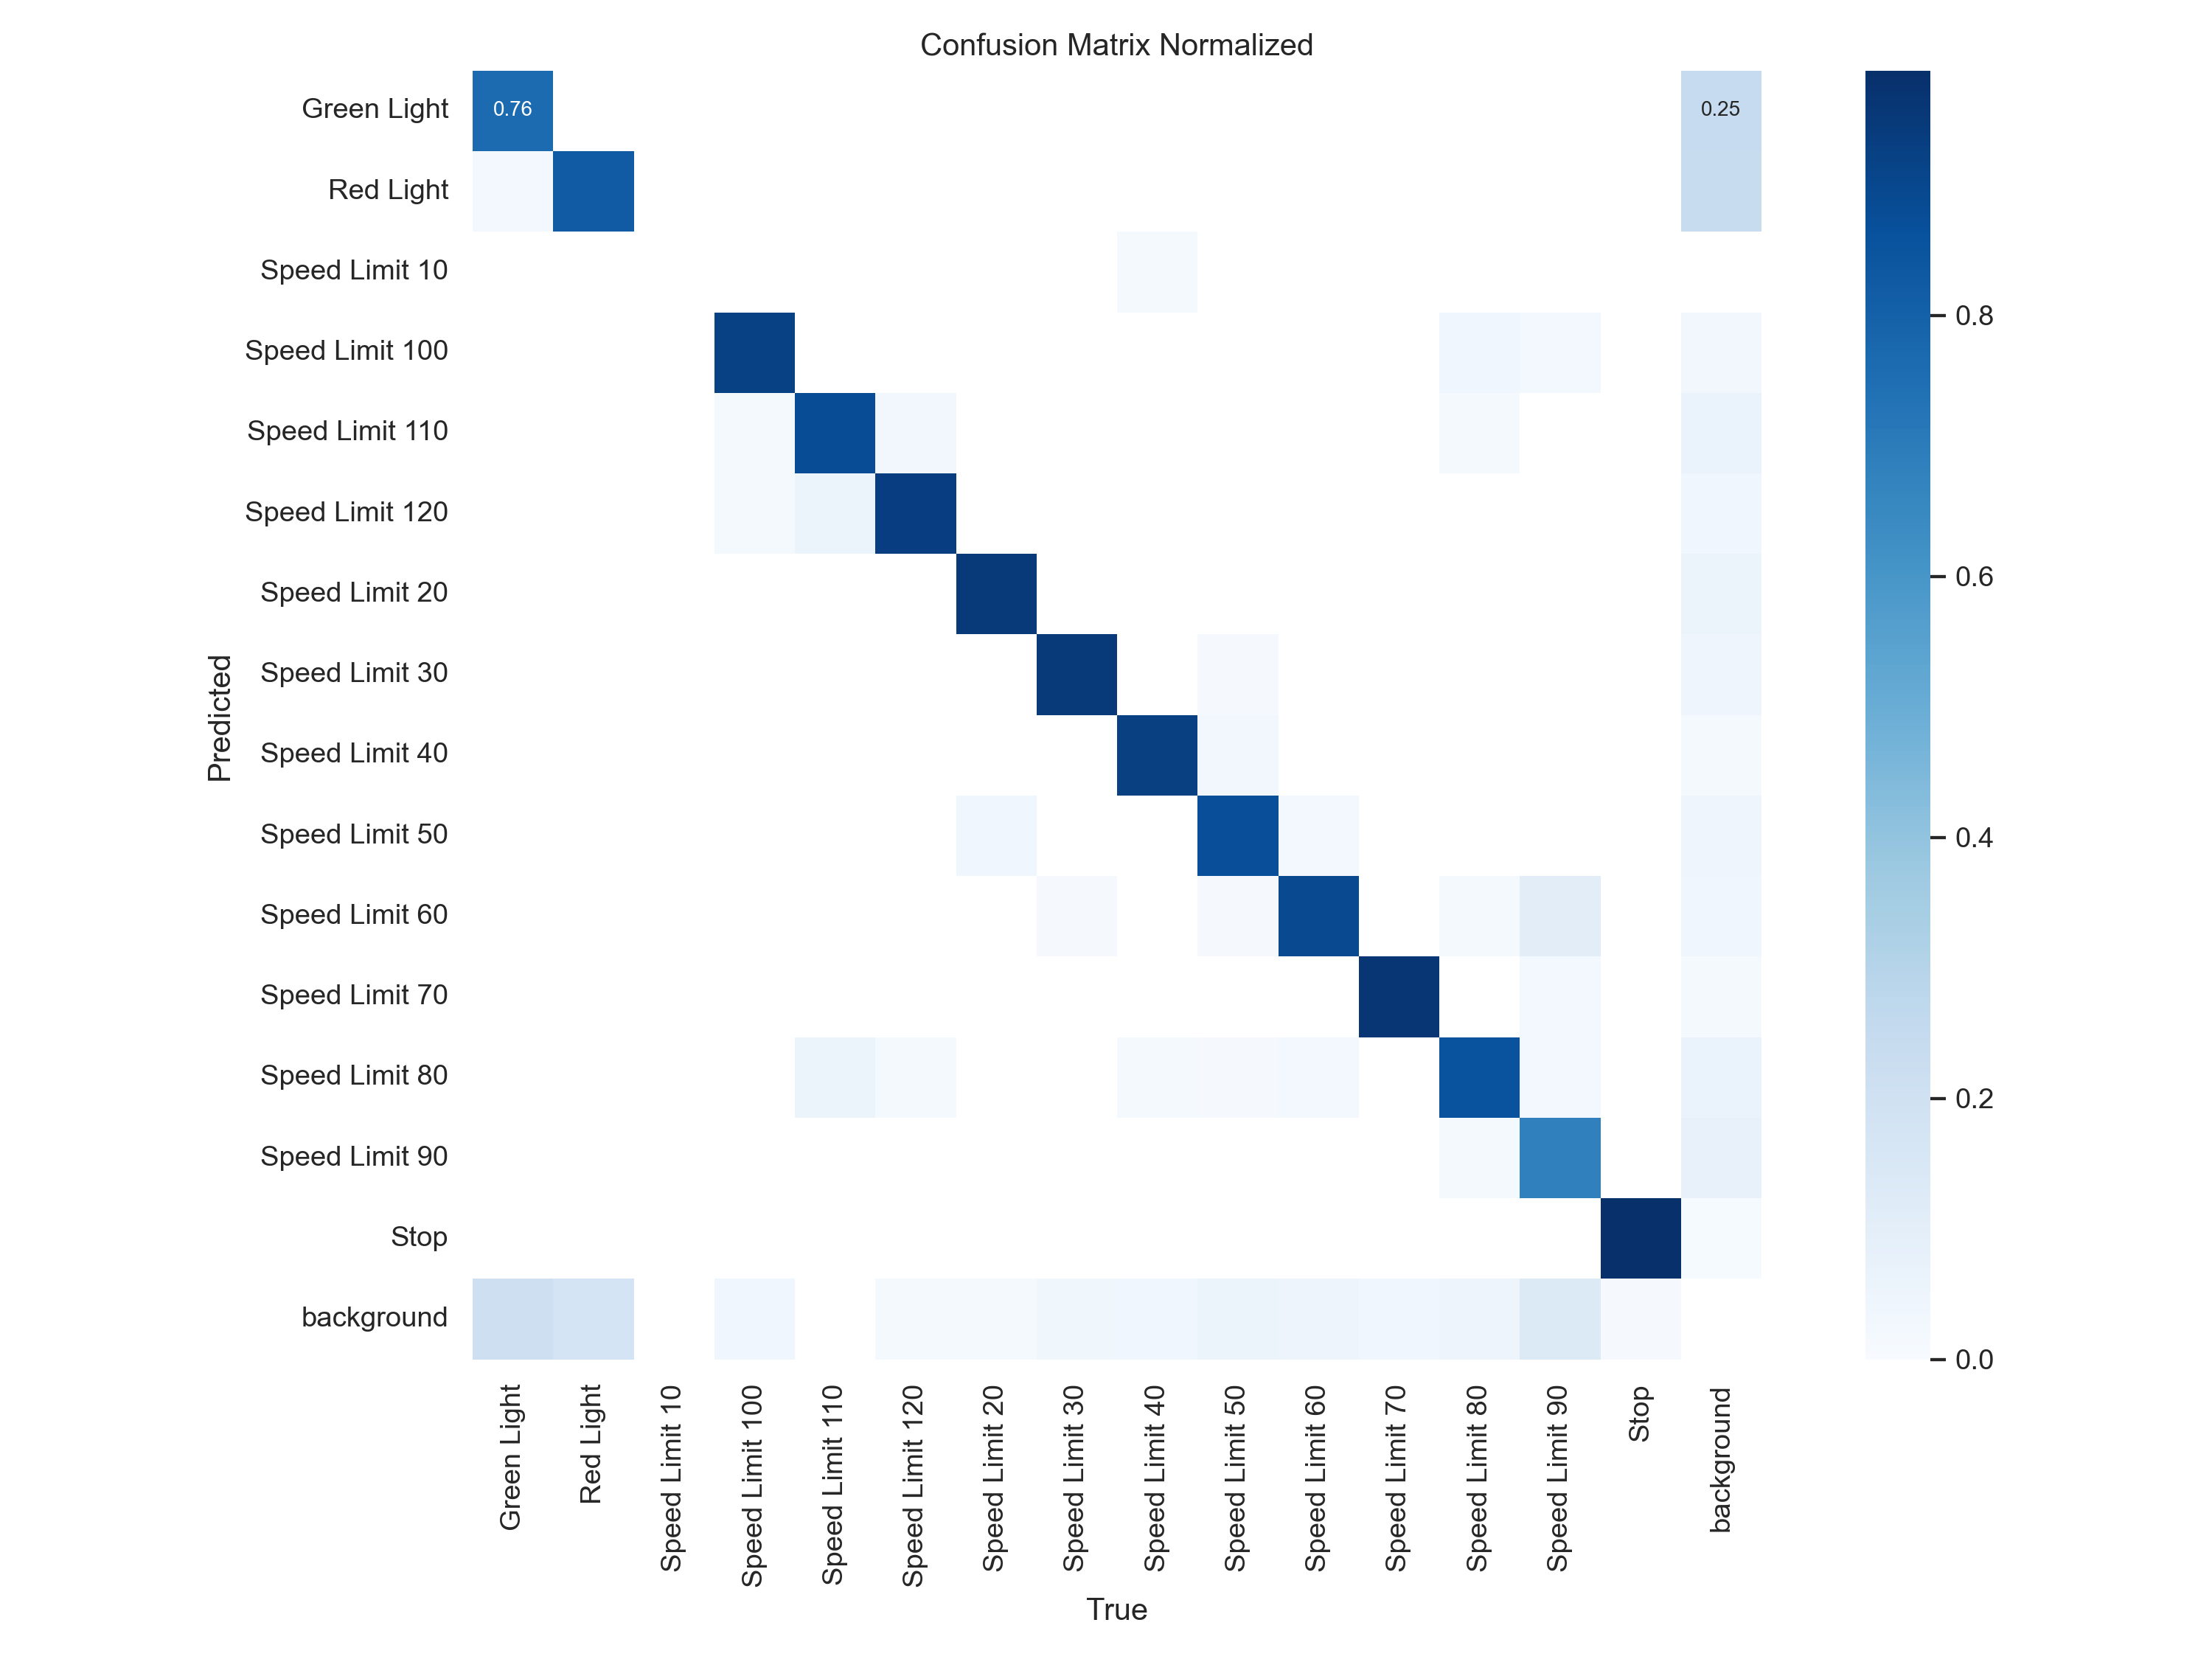 Confusion Matrix Normalized
Green Light
Red Light
Speed Limit 10
Speed Limit 100
Speed Limit 110
Speed Limit 120
Speed Limit 20
Speed Limit 30
Speed Limit 40
Speed Limit 50
Speed Limit 60
Speed Limit 70
Speed Limit 80
Speed Limit 90
Stop
background
Predicted
0.76
0.25
0.8
0.6
0.4
0.2
0.0
Green Light
Red Light
Speed Limit 10
Speed Limit 100
Speed Limit 110
Speed Limit 120
Speed Limit 20
Speed Limit 30
Speed Limit 40
Speed Limit 50
Speed Limit 60
Speed Limit 70
Speed Limit 80
Speed Limit 90
Stop
background
True